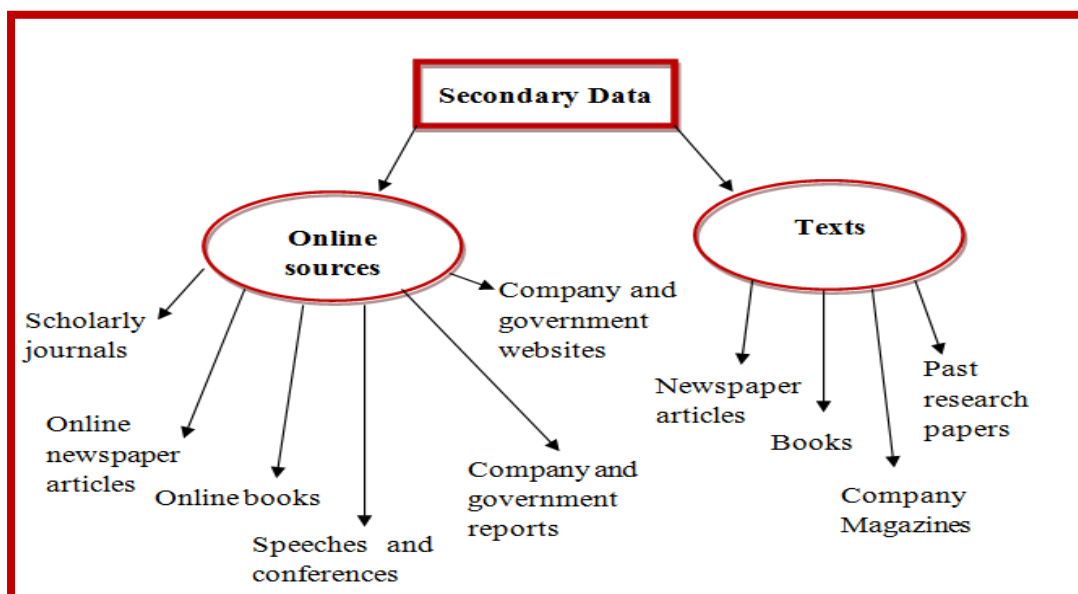 Secondary Data
Online
sources
Texts
Scholarly
journals
Online
newspaper
articles
Online books
Speeches and
conferences
Company and
government
reports
Company and
government
websites
Newspaper
articles
Books
Company
Magazines
Past
research
papers